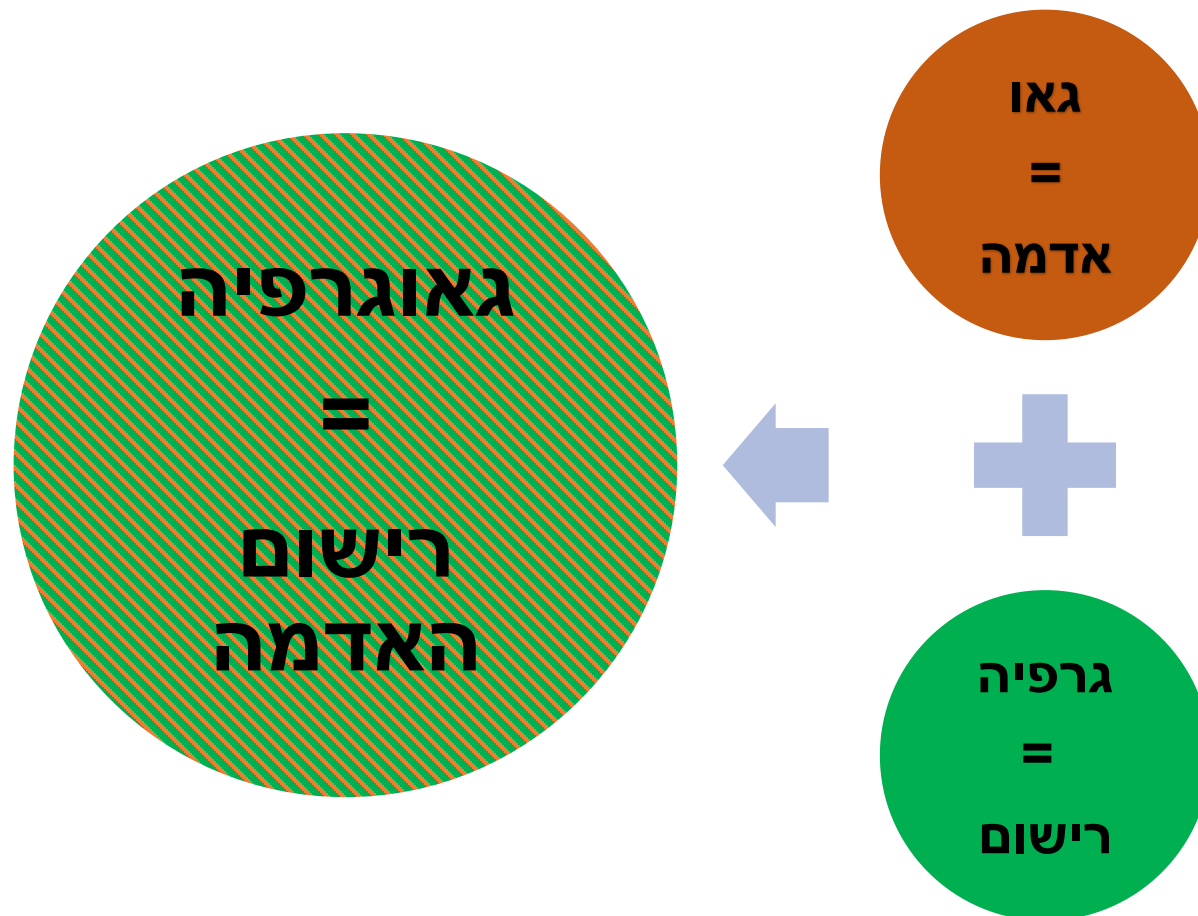 גאו
=
אדמה
+
גרפיה
=
רישום
גאוגרפיה
=
רישום
האדמה